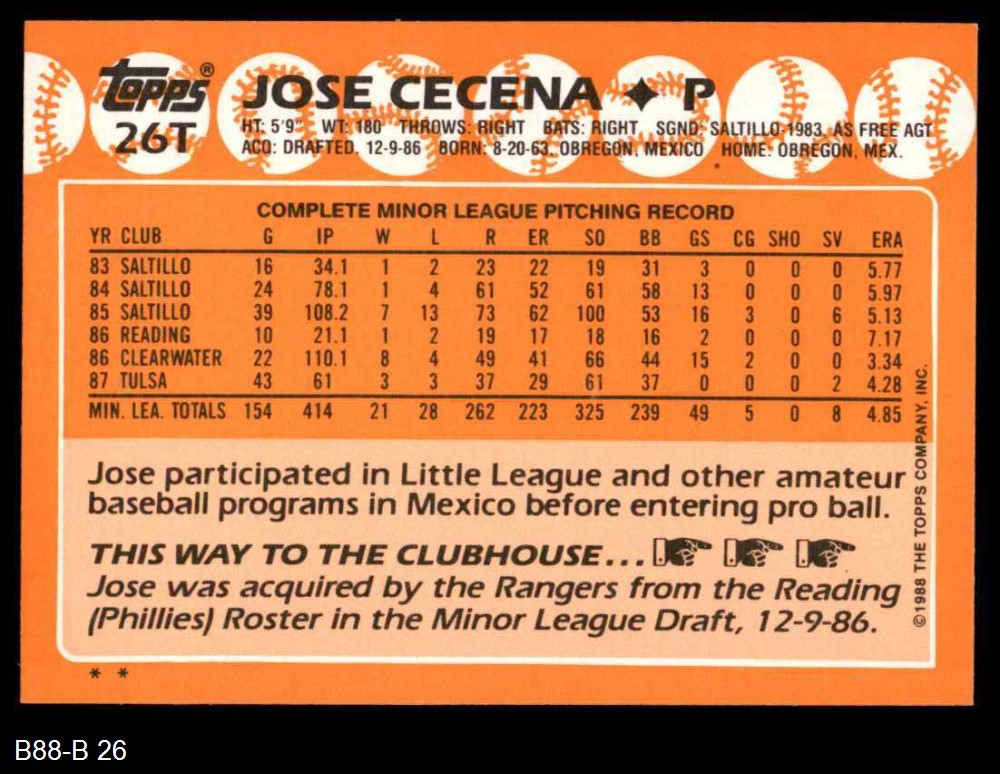 topps® JOSE CECENA ✦ P
26T
HT: 5'9" WT: 180 THROWS: RIGHT BATS: RIGHT SGND: SALTILLO-1983, AS FREE AGT
ACQ: DRAFTED, 12-9-86 BORN: 8-20-63, OBREGON, MEXICO HOME: OBREGON, MEX.
COMPLETE MINOR LEAGUE PITCHING RECORD
YR CLUB G IP W L R ER SO BB GS CG SHO SV ERA
83 SALTILLO 16 34.1 1 2 23 22 19 31 3 0 0 0 5.77
84 SALTILLO 24 78.1 1 4 61 52 61 58 13 0 0 0 5.97
85 SALTILLO 39 108.2 7 13 73 62 100 53 16 3 0 6 5.13
86 READING 10 21.1 1 2 19 17 18 16 2 0 0 0 7.17
86 CLEARWATER 22 110.1 8 4 49 41 66 44 15 2 0 0 3.34
87 TULSA 43 61 3 3 37 29 61 37 0 0 0 2 4.28
MIN. LEA. TOTALS 154 414 21 28 262 223 325 239 49 5 0 8 4.85
Jose participated in Little League and other amateur
baseball programs in Mexico before entering pro ball.
THIS WAY TO THE CLUBHOUSE...
Jose was acquired by the Rangers from the Reading
(Phillies) Roster in the Minor League Draft, 12-9-86.
©1988 THE TOPPS COMPANY, INC.
* *
B88-B 26